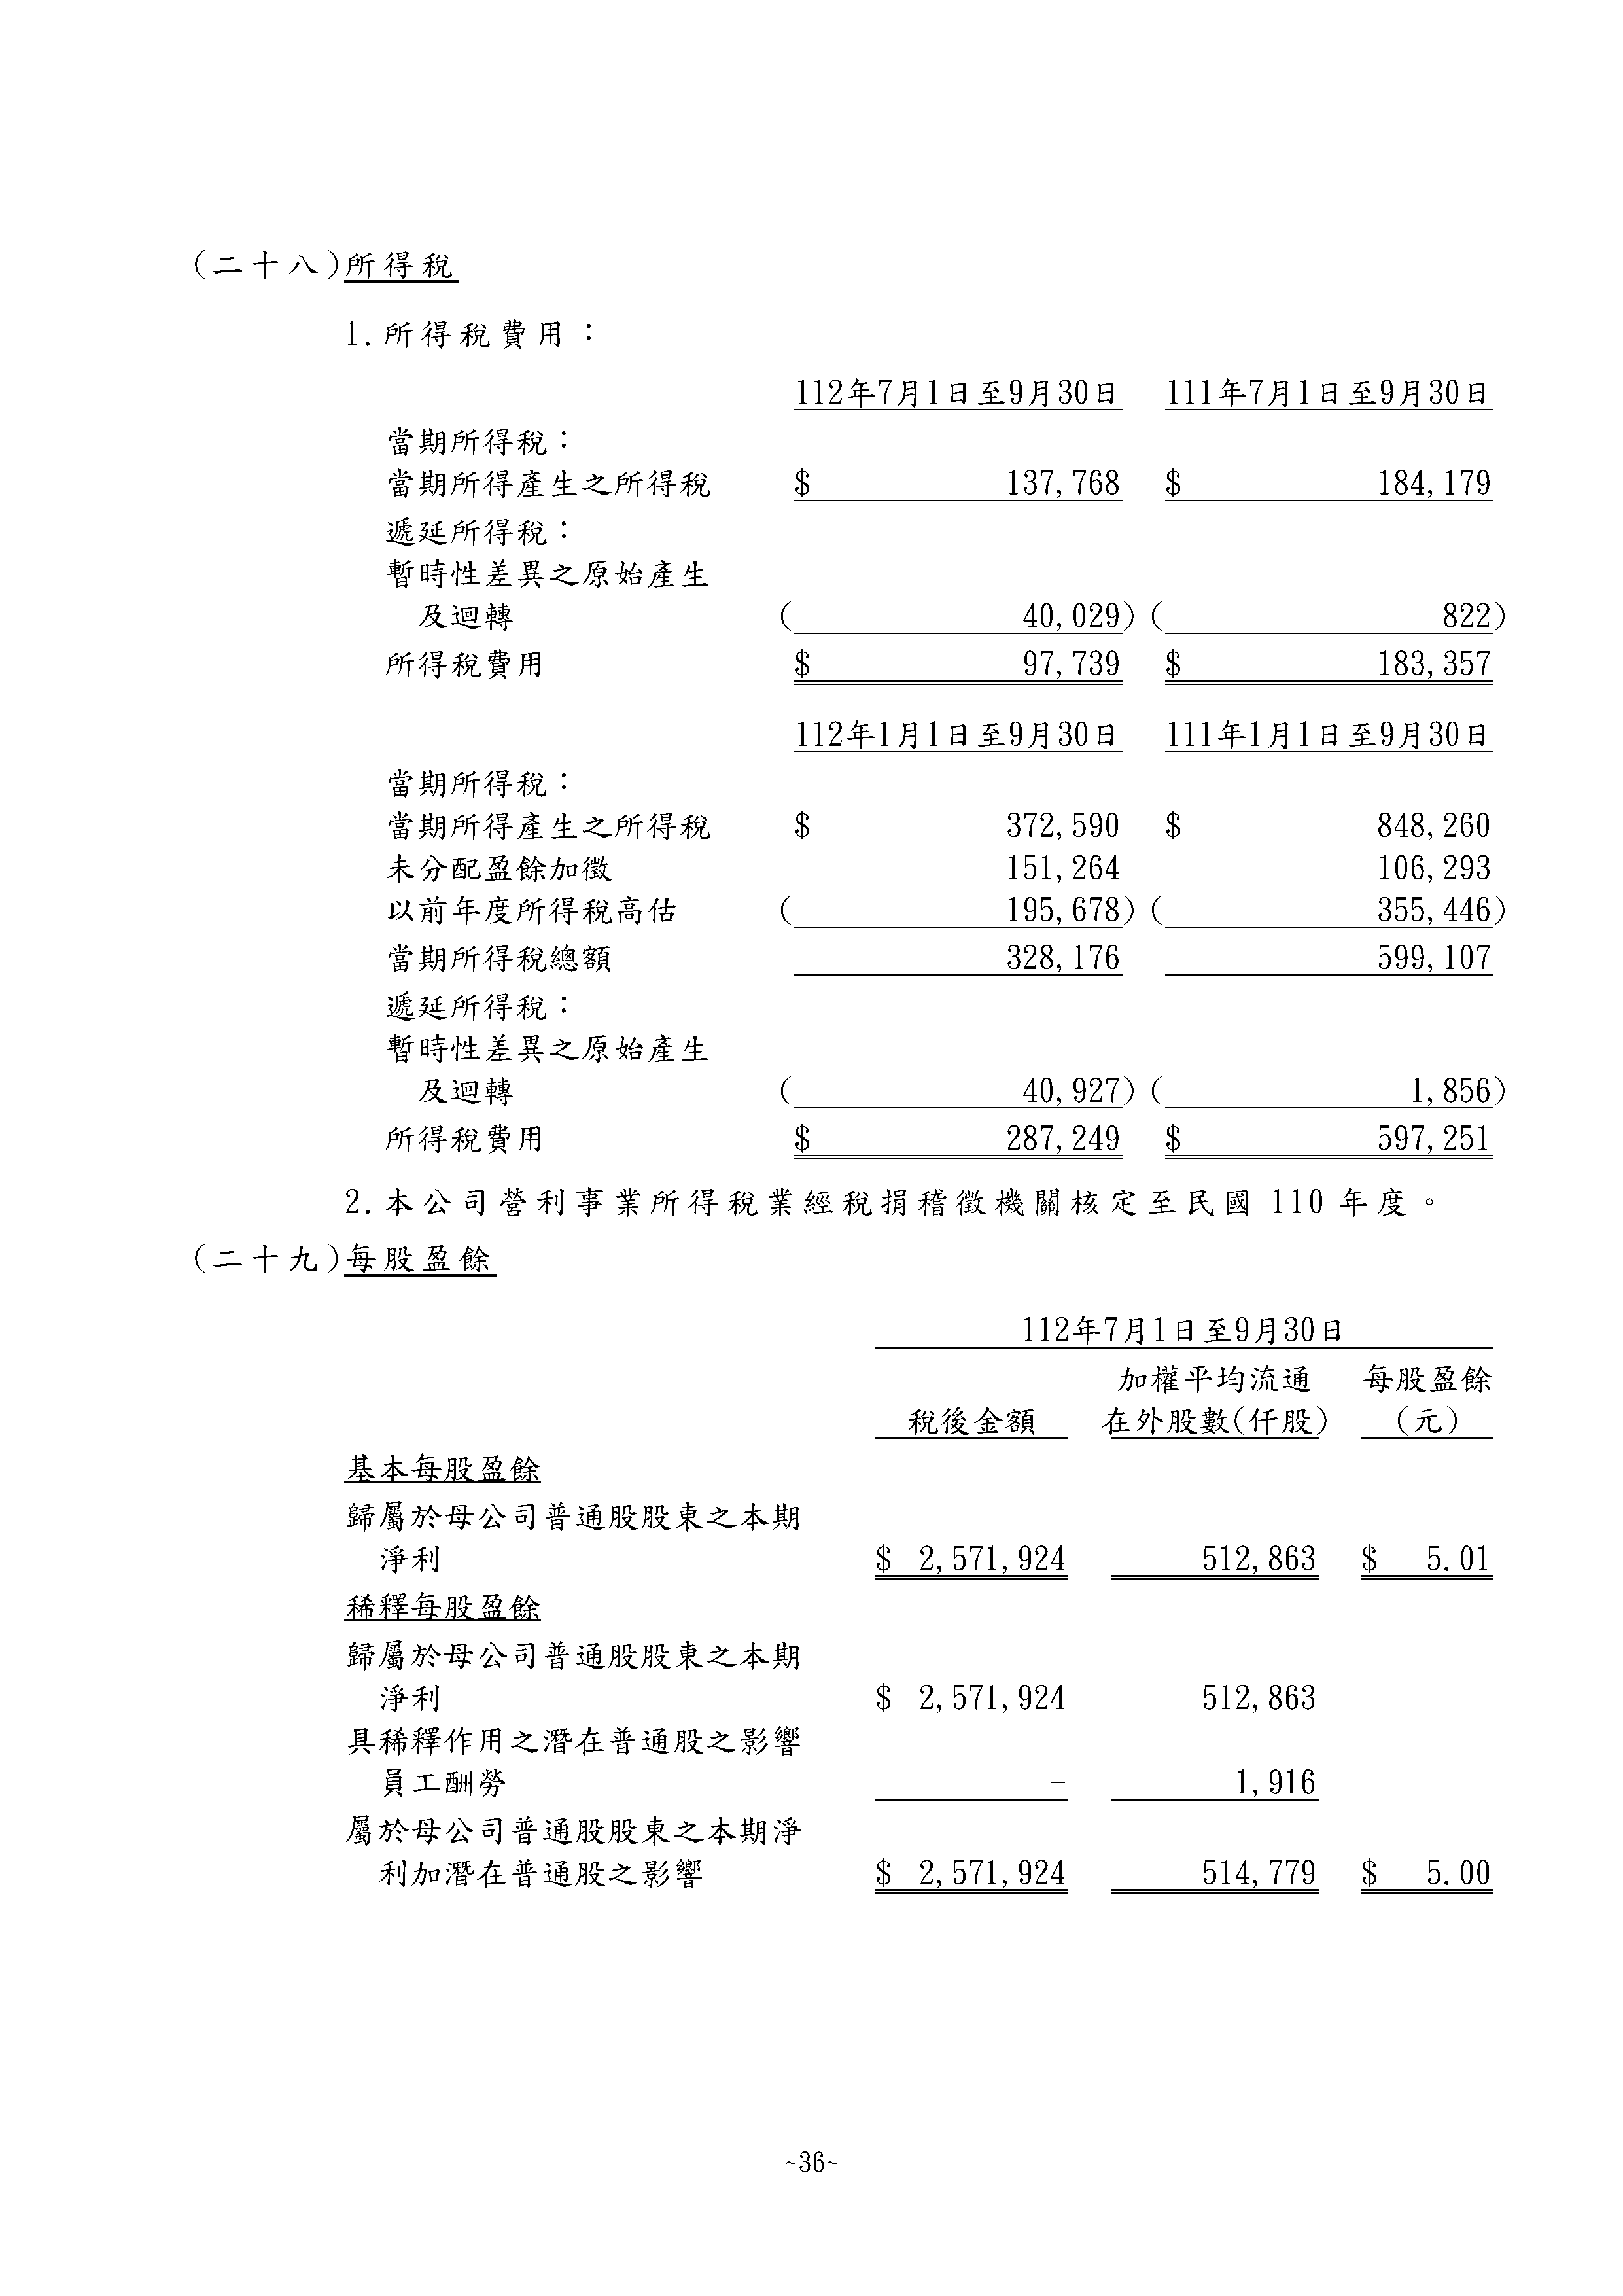 (二十八)所得稅
1.所得稅費用：
112年7月1日至9月30日 111年7月1日至9月30日
當期所得稅：
當期所得產生之所得稅 $ 137,768 $ 184,179
遞延所得稅：
暫時性差異之原始產生
及迴轉 ( 40,029) ( 822)
所得稅費用 $ 97,739 $ 183,357
112年1月1日至9月30日 111年1月1日至9月30日
當期所得稅：
當期所得產生之所得稅 $ 372,590 $ 848,260
未分配盈餘加徵 151,264 106,293
以前年度所得稅高估 ( 195,678) ( 355,446)
當期所得稅總額 328,176 599,107
遞延所得稅：
暫時性差異之原始產生
及迴轉 ( 40,927) ( 1,856)
所得稅費用 $ 287,249 $ 597,251
2.本公司營利事業所得稅業經稅捐稽徵機關核定至民國 110 年度。
(二十九)每股盈餘
112年7月1日至9月30日
加權平均流通 每股盈餘
稅後金額 在外股數(仟股) (元)
基本每股盈餘
歸屬於母公司普通股股東之本期
淨利 $ 2,571,924 512,863 $ 5.01
稀釋每股盈餘
歸屬於母公司普通股股東之本期
淨利 $ 2,571,924 512,863
具稀釋作用之潛在普通股之影響
員工酬勞 - 1,916
屬於母公司普通股股東之本期淨
利加潛在普通股之影響 $ 2,571,924 514,779 $ 5.00
~36~